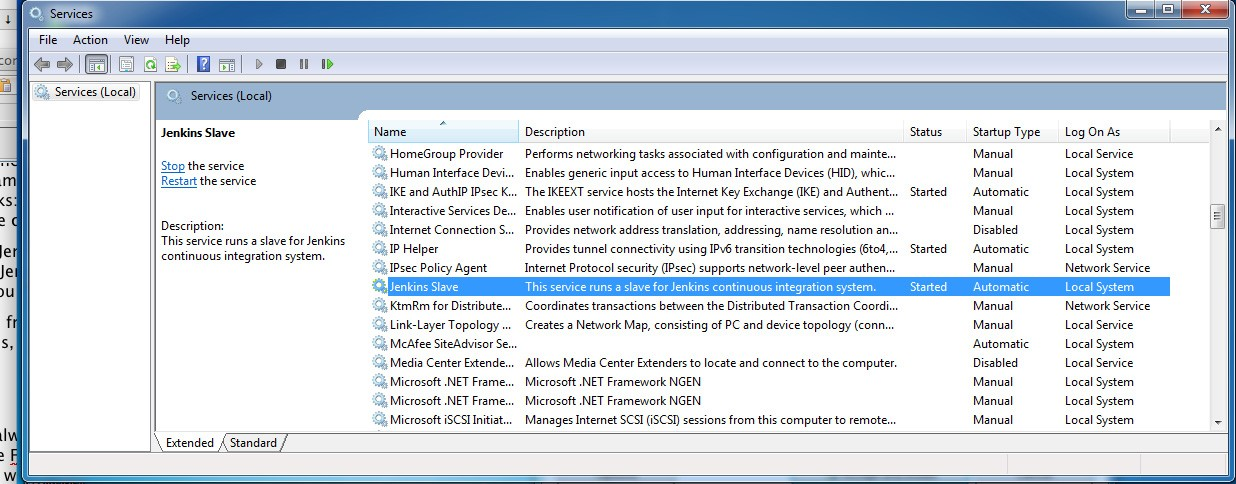 Services
File Action View Help
Services (Local)
Services (Local)
Jenkins Slave
Stop the service
Restart the service
Description:
This service runs a slave for Jenkins
continuous integration system.
Name Description Status Startup Type Log On As
HomeGroup Provider Performs networking tasks associated with configuration and mainte... Manual Local Service
Human Interface Devi... Enables generic input access to Human Interface Devices (HID), whic... Manual Local System
IKE and AuthIP IPsec K... The IKEEXT service hosts the Internet Key Exchange (IKE) and Authent... Started Automatic Local System
Interactive Services De... Enables user notification of user input for interactive services, which ... Manual Local System
Internet Connection S... Provides network address translation, addressing, name resolution an... Disabled Local System
IP Helper Provides tunnel connectivity using IPv6 transition technologies (6to4,... Started Automatic Local System
IPsec Policy Agent Internet Protocol security (IPsec) supports network-level peer authen... Manual Network Service
Jenkins Slave This service runs a slave for Jenkins continuous integration system. Started Automatic Local System
KtmRm for Distribute... Coordinates transactions between the Distributed Transaction Coordi... Manual Network Service
Link-Layer Topology ... Creates a Network Map, consisting of PC and device topology (conn... Manual Local Service
McAfee SiteAdvisor Se... Automatic Local System
Media Center Extende... Allows Media Center Extenders to locate and connect to the computer. Disabled Local Service
Microsoft .NET Frame... Microsoft .NET Framework NGEN Manual Local System
Microsoft .NET Frame... Microsoft .NET Framework NGEN Manual Local System
Microsoft iSCSI Initiat... Manages Internet SCSI (iSCSI) sessions from this computer to remote... Manual Local System
Extended Standard